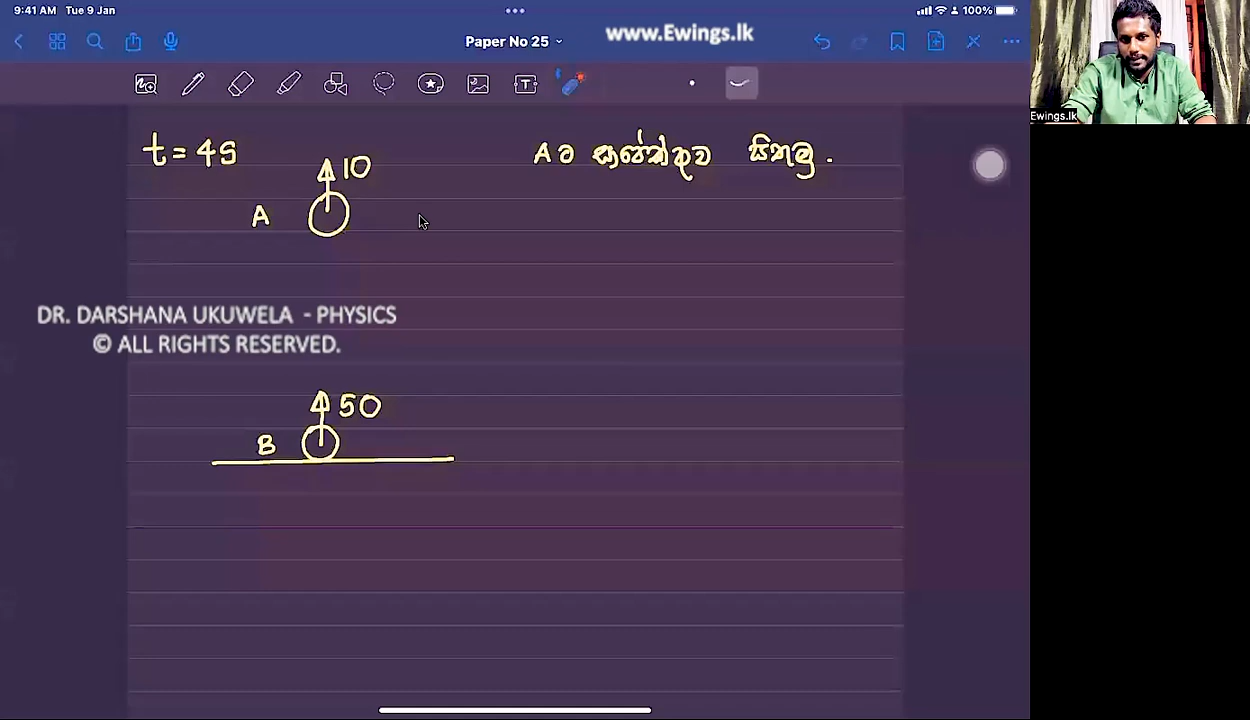 9:41 AM Tue 9 Jan
100%
Paper No 25
www.Ewings.lk
Ewings.lk
t = 4s
10
A
A ට සාපේක්ෂව සිතමු.
DR. DARSHANA UKUWELA - PHYSICS
© ALL RIGHTS RESERVED.
50
B